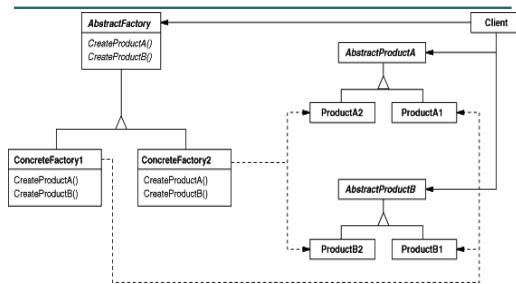 AbstractFactory
CreateProductA()
CreateProductB()
Client
AbstractProductA
ProductA2
ProductA1
ConcreteFactory1
CreateProductA()
CreateProductB()
ConcreteFactory2
CreateProductA()
CreateProductB()
AbstractProductB
ProductB2
ProductB1